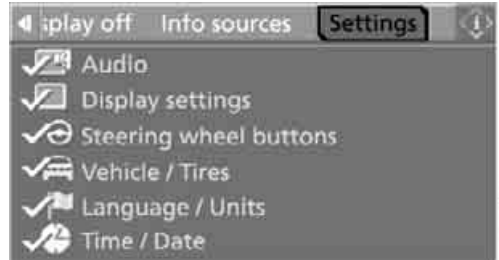 splay off Info sources Settings
Audio
Display settings
Steering wheel buttons
Vehicle / Tires
Language / Units
Time / Date